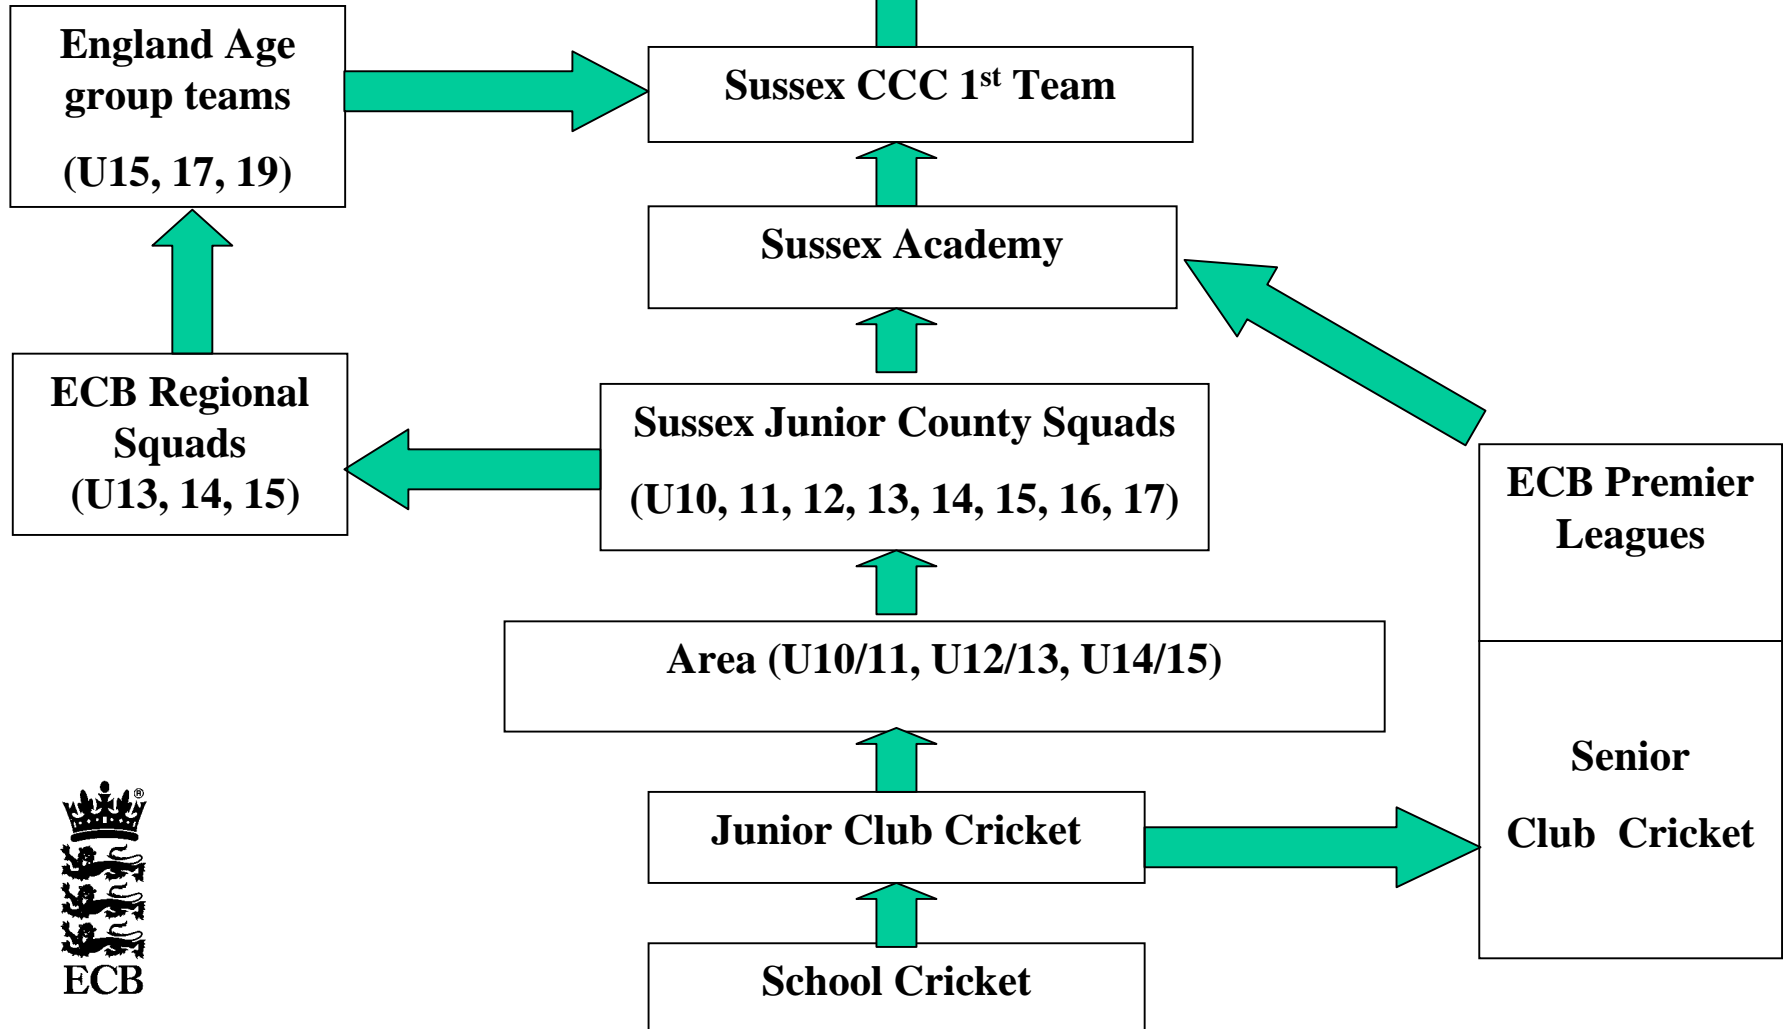 England Age
group teams
(U15, 17, 19)
Sussex CCC 1st Team
Sussex Academy
ECB Regional
Squads
(U13, 14, 15)
Sussex Junior County Squads
(U10, 11, 12, 13, 14, 15, 16, 17)
ECB Premier
Leagues
Area (U10/11, U12/13, U14/15)
Senior
Club Cricket
Junior Club Cricket
School Cricket
®
ECB